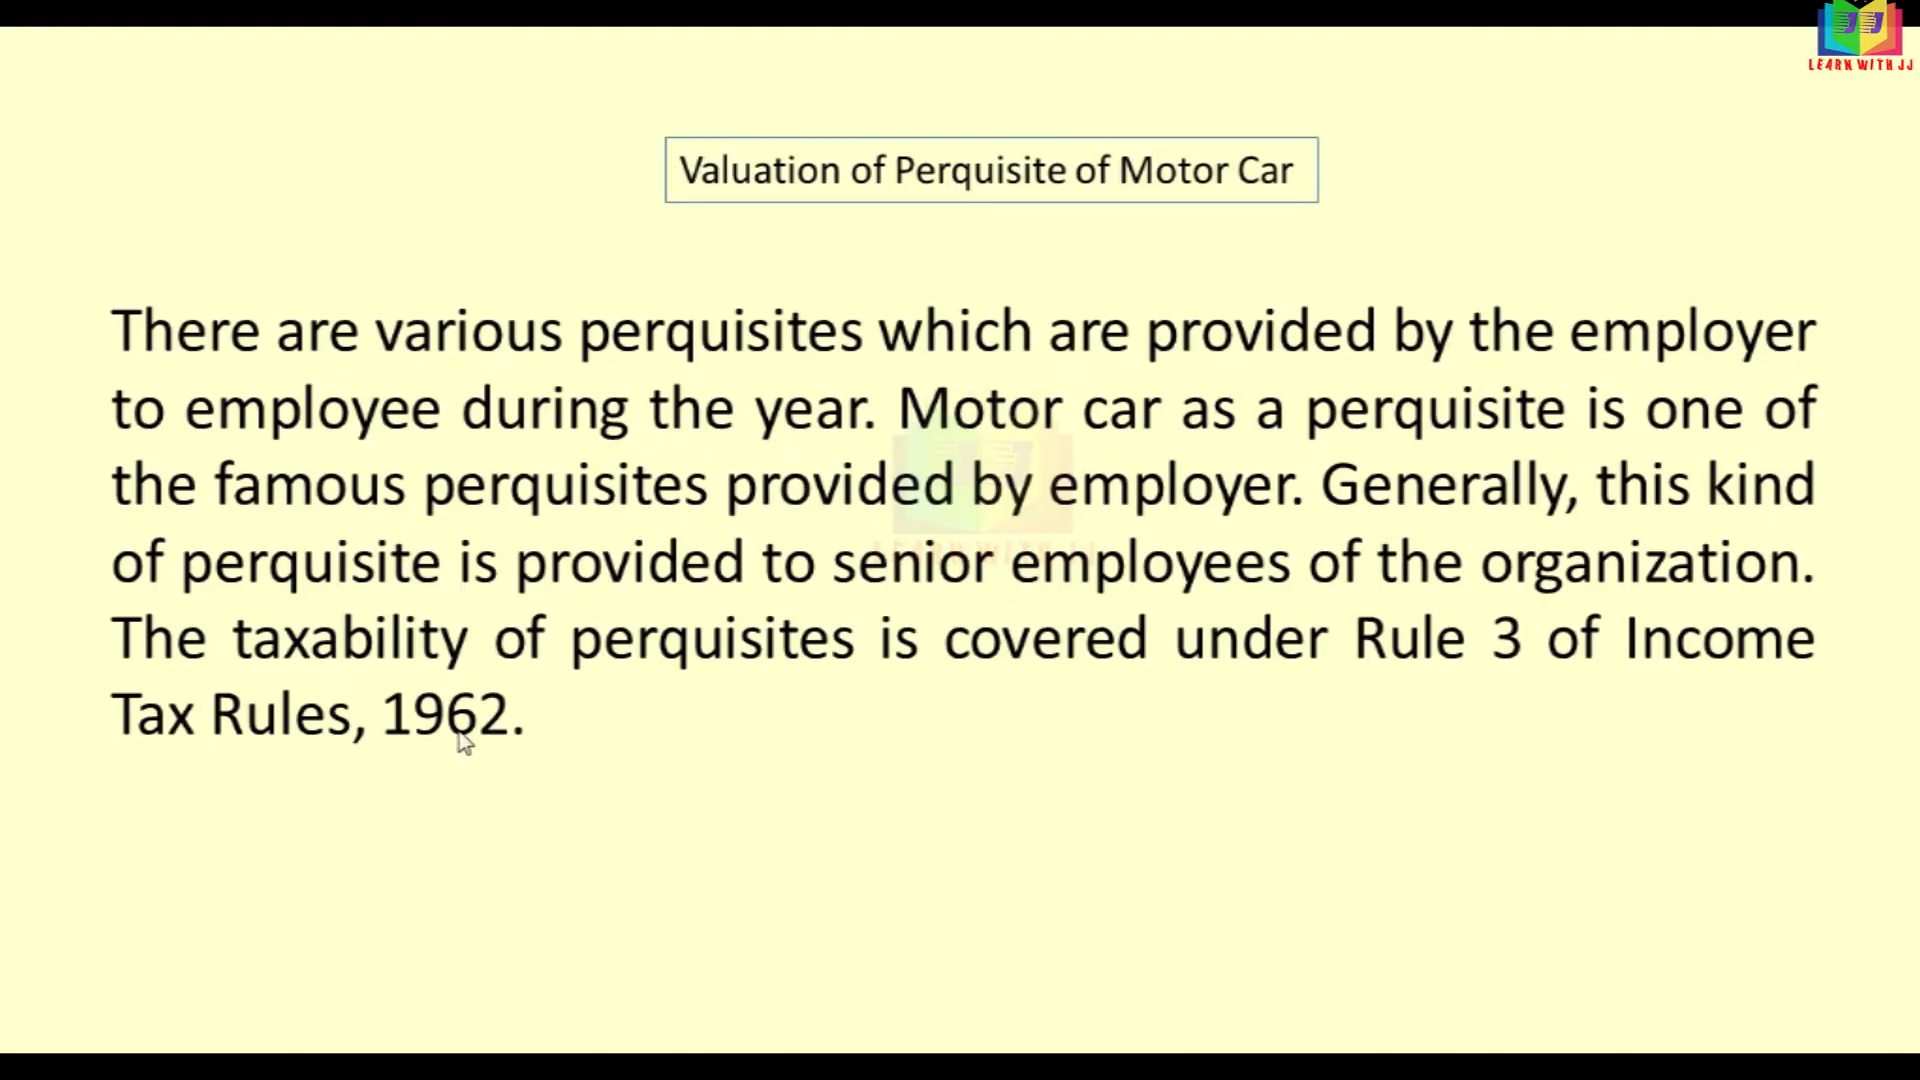 LEARN WITH JJ
Valuation of Perquisite of Motor Car
There are various perquisites which are provided by the employer
to employee during the year. Motor car as a perquisite is one of
the famous perquisites provided by employer. Generally, this kind
of perquisite is provided to senior employees of the organization.
The taxability of perquisites is covered under Rule 3 of Income
Tax Rules, 1962.
LEARN WITH JJ